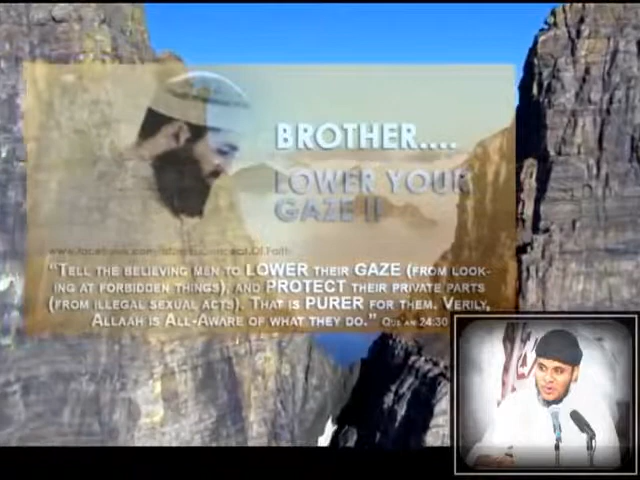 BROTHER....
LOWER YOUR
GAZE !!
"TELL THE BELIEVING MEN TO LOWER THEIR GAZE (FROM LOOK-
ING AT FORBIDDEN THINGS), AND PROTECT THEIR PRIVATE PARTS
(FROM ILLEGAL SEXUAL ACTS). THAT IS PURER FOR THEM. VERILY,
ALLAAH IS ALL-AWARE OF WHAT THEY DO." QUR'AN 24:30